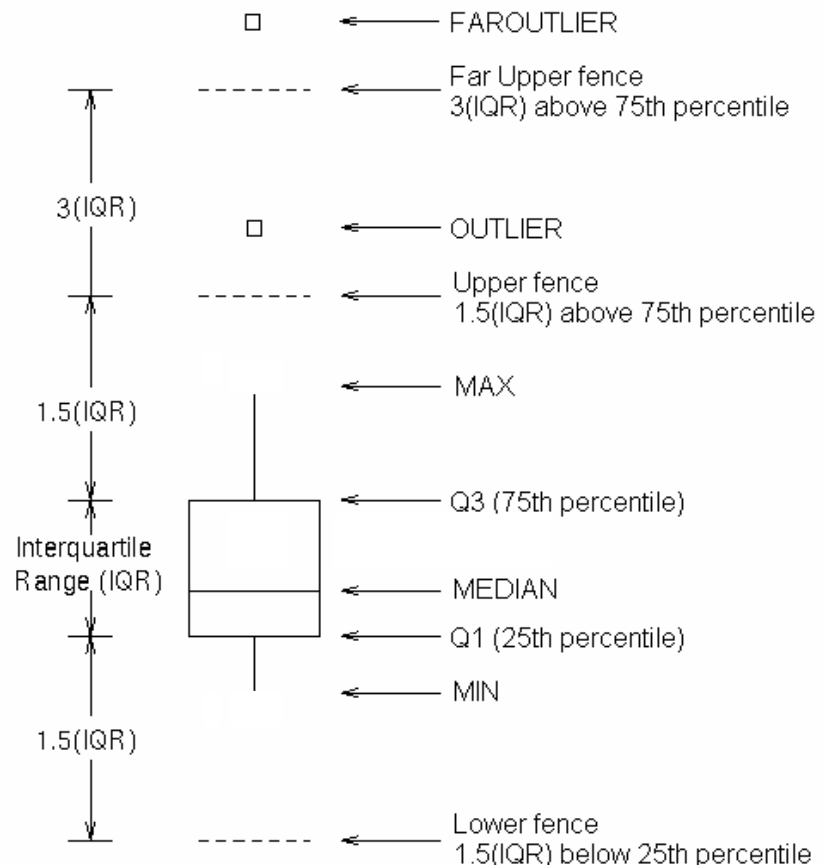 FAROUTLIER
Far Upper fence
3(IQR) above 75th percentile
3(IQR)
OUTLIER
Upper fence
1.5(IQR) above 75th percentile
MAX
1.5(IQR)
Q3 (75th percentile)
Interquartile
Range (IQR)
MEDIAN
Q1 (25th percentile)
MIN
1.5(IQR)
Lower fence
1.5(IQR) below 25th percentile